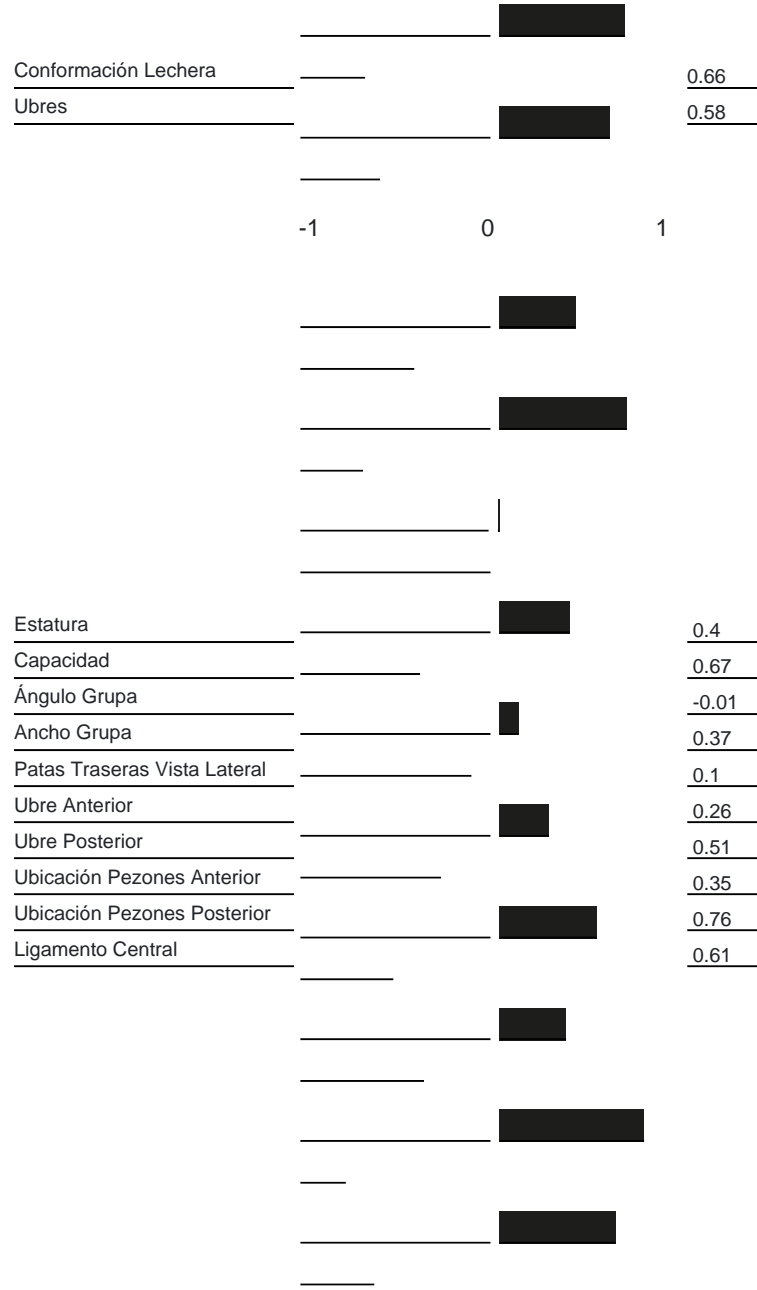 Conformación Lechera 0.66
Ubres 0.58
-1 0 1
Estatura 0.4
Capacidad 0.67
Ángulo Grupa -0.01
Ancho Grupa 0.37
Patas Traseras Vista Lateral 0.1
Ubre Anterior 0.26
Ubre Posterior 0.51
Ubicación Pezones Anterior 0.35
Ubicación Pezones Posterior 0.76
Ligamento Central 0.61